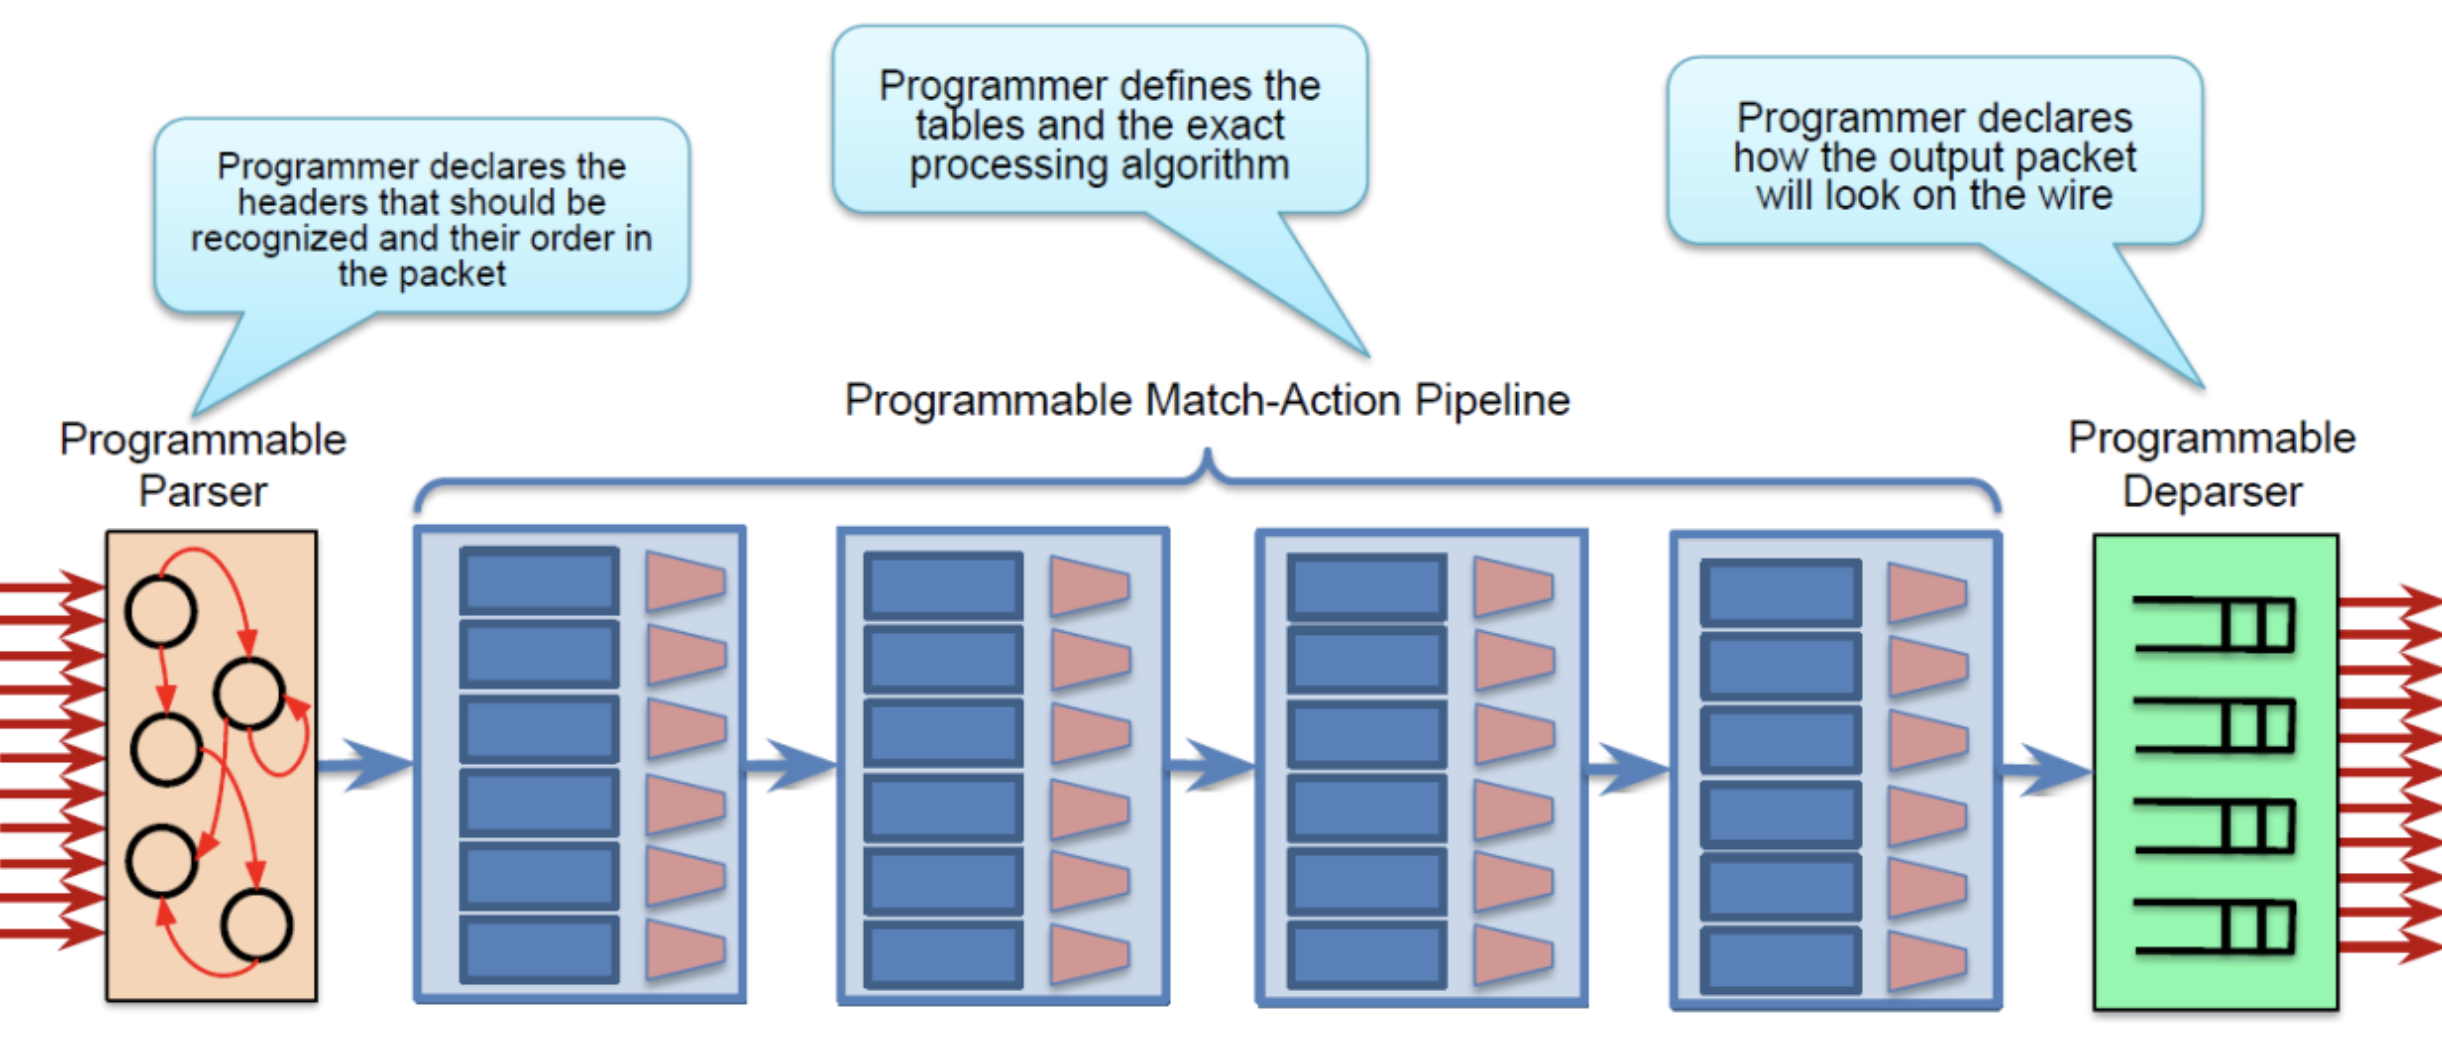 Programmer declares the
headers that should be
recognized and their order in
the packet
Programmer defines the
tables and the exact
processing algorithm
Programmer declares
how the output packet
will look on the wire
Programmable Match-Action Pipeline
Programmable
Parser
Programmable
Deparser